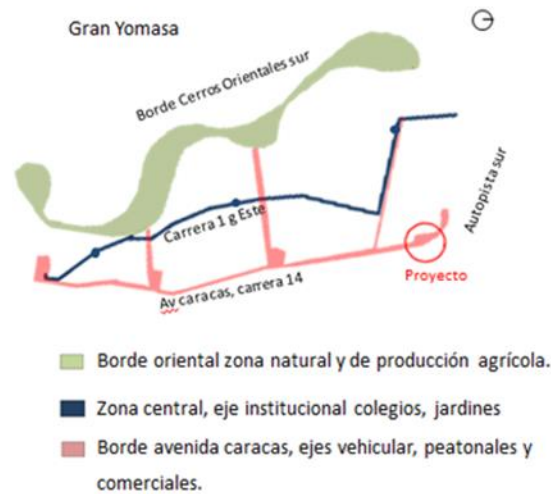 Gran Yomasa
Borde Cerros Orientales sur
Autopista sur
Carrera 1 g Este
Proyecto
Av caracas, carrera 14
Borde oriental zona natural y de producción agrícola.
Zona central, eje institucional colegios, jardines
Borde avenida caracas, ejes vehicular, peatonales y
comerciales.